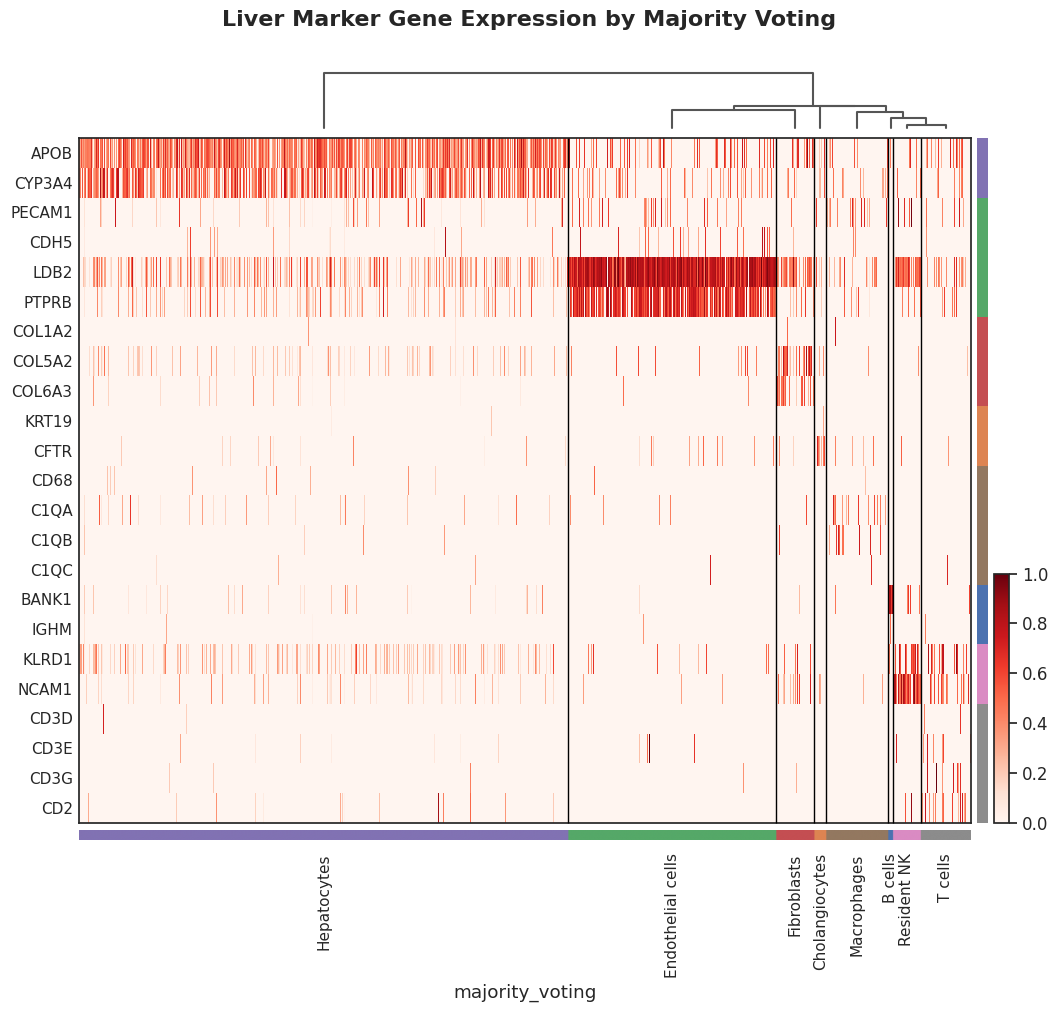 Liver Marker Gene Expression by Majority Voting
APOB
CYP3A4
PECAM1
CDH5
LDB2
PTPRB
COL1A2
COL5A2
COL6A3
KRT19
CFTR
CD68
C1QA
C1QB
C1QC
BANK1
IGHM
KLRD1
NCAM1
CD3D
CD3E
CD3G
CD2
1.0
0.8
0.6
0.4
0.2
0.0
Hepatocytes
Endothelial cells
Fibroblasts
Cholangiocytes
Macrophages
B cells
Resident NK
T cells
majority_voting